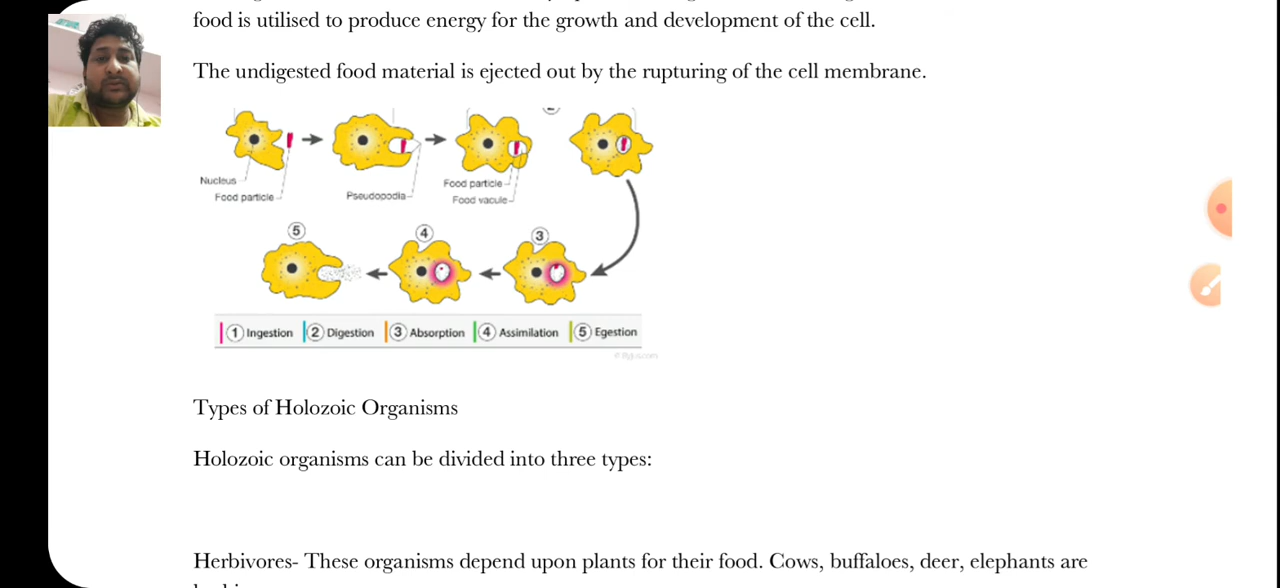 food is utilised to produce energy for the growth and development of the cell.
The undigested food material is ejected out by the rupturing of the cell membrane.
Nucleus
Food particle
Pseudopodia
Food particle
Food vacule
5
4
3
1 Ingestion 2 Digestion 3 Absorption 4 Assimilation 5 Egestion
Types of Holozoic Organisms
Holozoic organisms can be divided into three types:
Herbivores- These organisms depend upon plants for their food. Cows, buffaloes, deer, elephants are